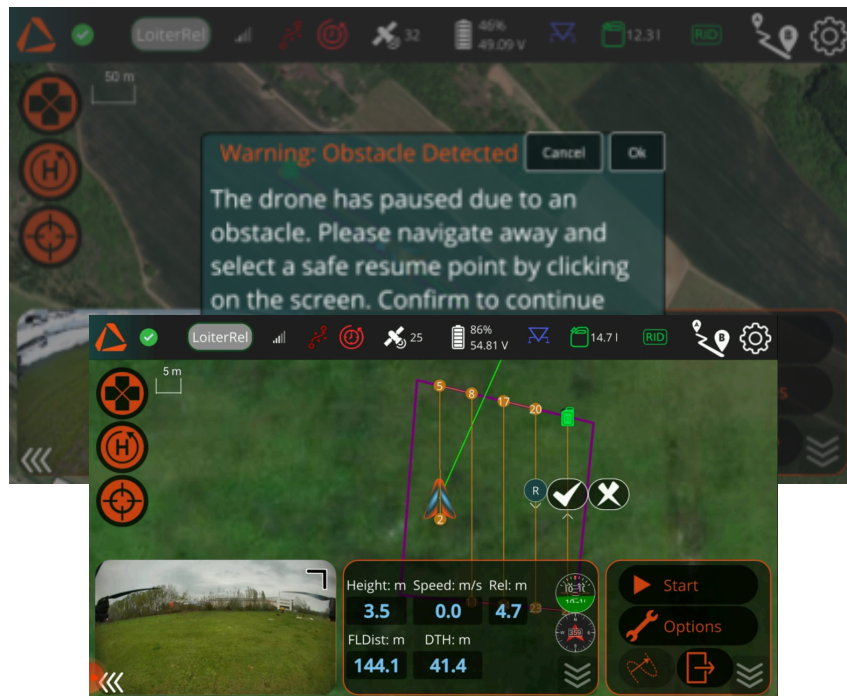 LoiterRel 32 46% 12.3 l RID
49.09 V
50 m
Warning: Obstacle Detected Cancel Ok
The drone has paused due to an
obstacle. Please navigate away and
select a safe resume point by clicking
on the screen. Confirm to continue
H
LoiterRel 25 86% 14.7 l RID
54.81 V
A
B
5 m
5 8 17 20
H
R
2
23
Height: m Speed: m/s Rel: m
3.5 0.0 4.7
FLDist: m DTH: m
144.1 41.4
Start
Options